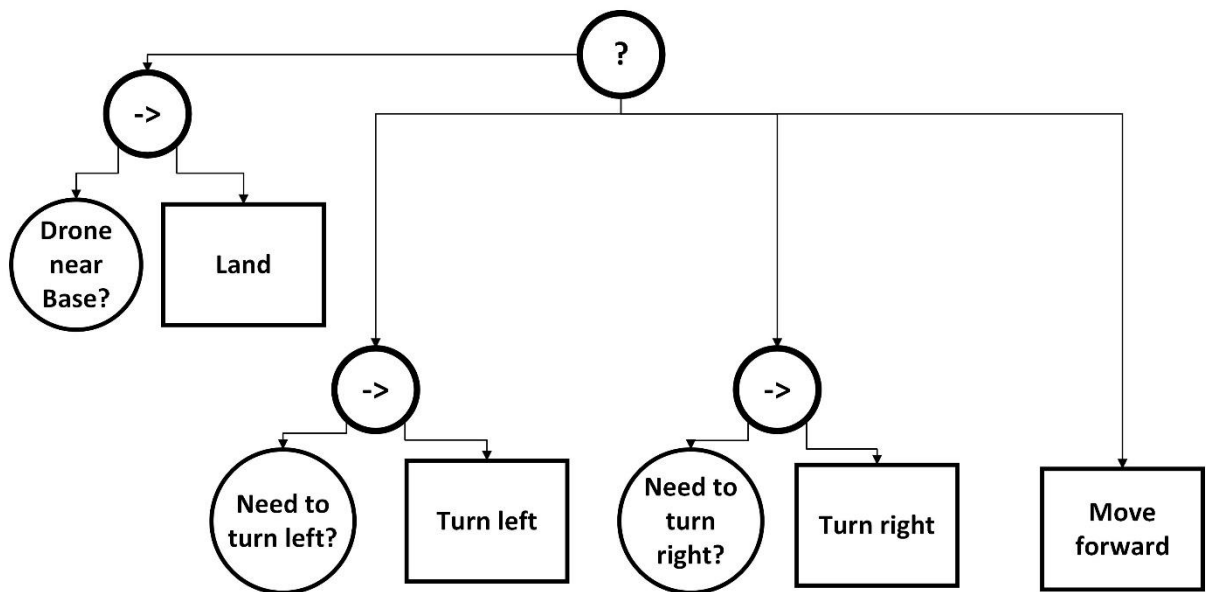 ?
->
Drone
near
Base?
Land
->
Need to
turn left?
Turn left
->
Need to
turn
right?
Turn right
Move
forward